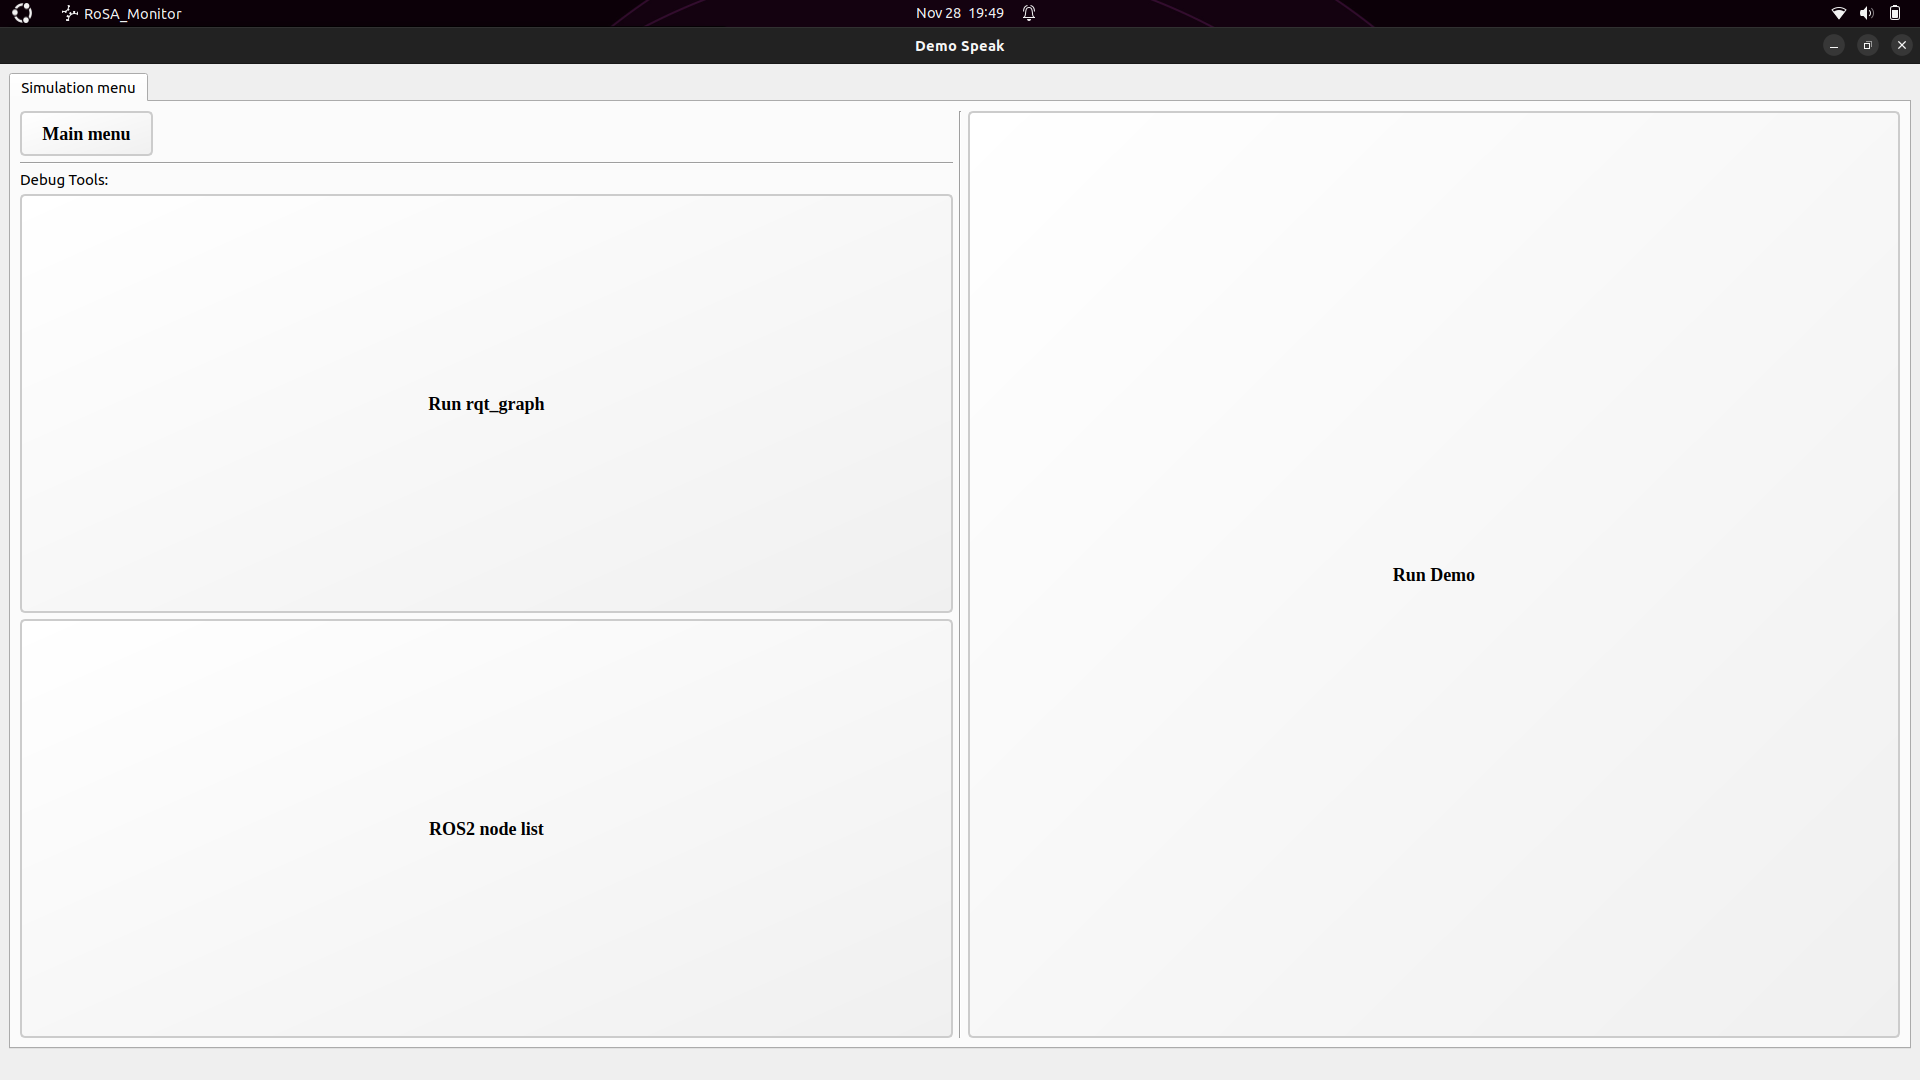 RoSA_Monitor
Nov 28 19:49
Demo Speak
Simulation menu
Main menu
Debug Tools:
Run rqt_graph
ROS2 node list
Run Demo